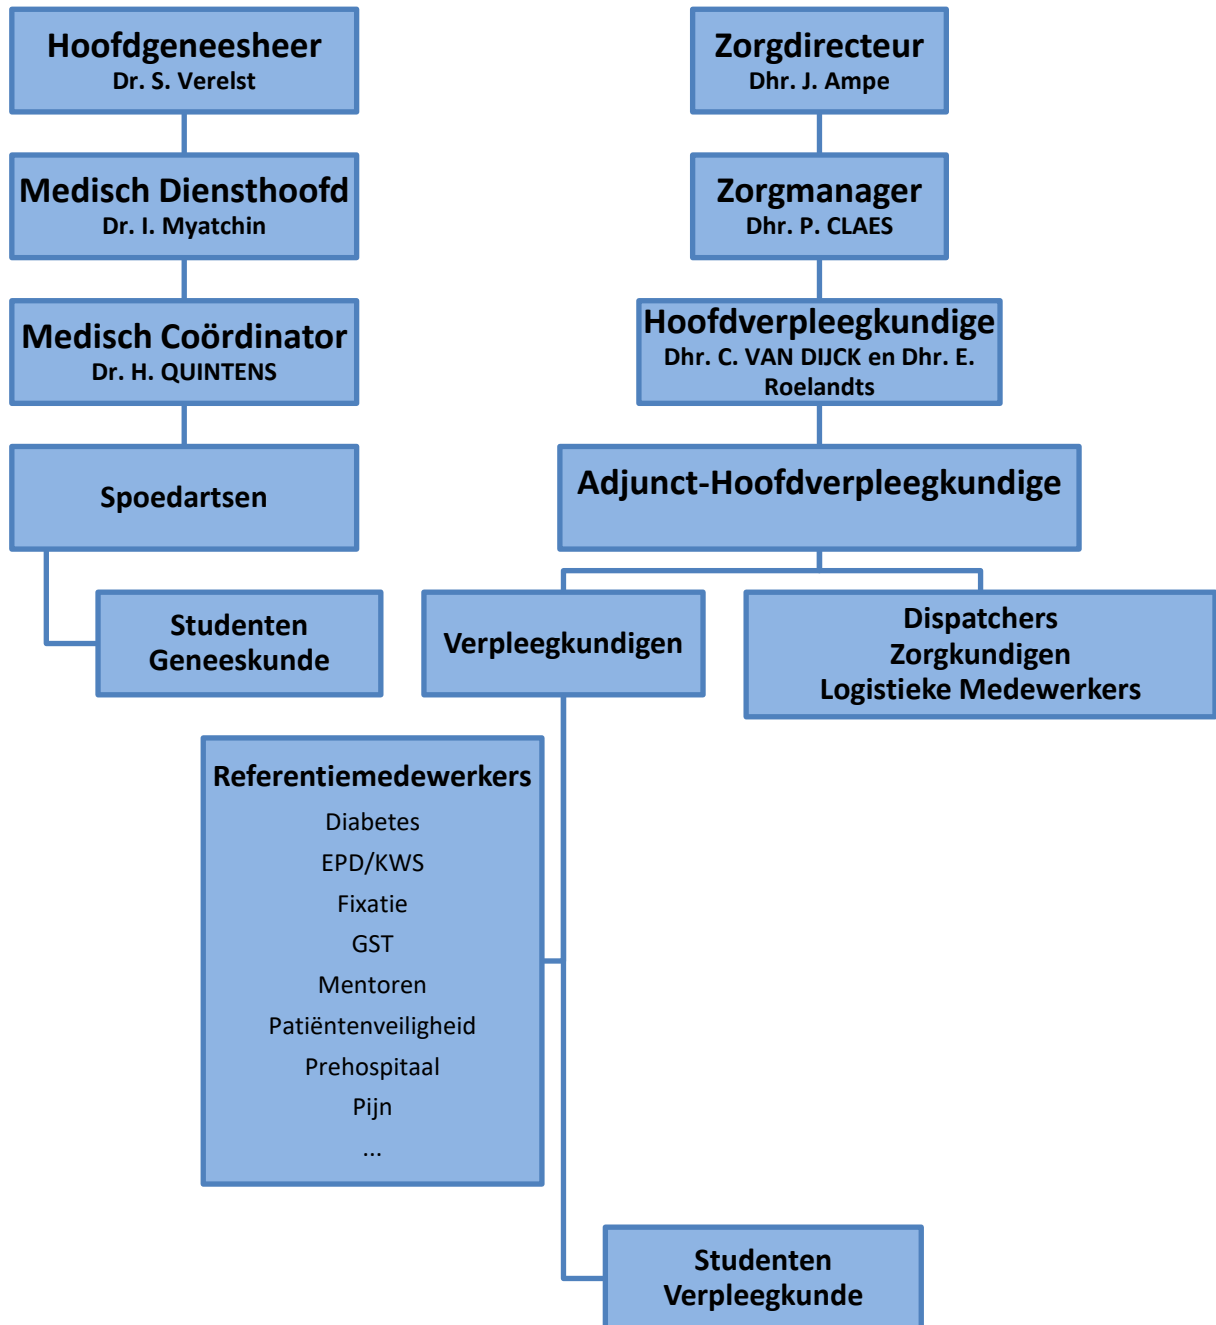 Hoofdgeneesheer
Dr. S. Verelst
Medisch Diensthoofd
Dr. I. Myatchin
Medisch Coördinator
Dr. H. QUINTENS
Spoedartsen
Studenten
Geneeskunde
Zorgdirecteur
Dhr. J. Ampe
Zorgmanager
Dhr. P. CLAES
Hoofdverpleegkundige
Dhr. C. VAN DIJCK en Dhr. E.
Roelandts
Adjunct-Hoofdverpleegkundige
Verpleegkundigen
Dispatchers
Zorgkundigen
Logistieke Medewerkers
Referentiemedewerkers
Diabetes
EPD/KWS
Fixatie
GST
Mentoren
Patiëntenveiligheid
Prehospitaal
Pijn
...
Studenten
Verpleegkunde